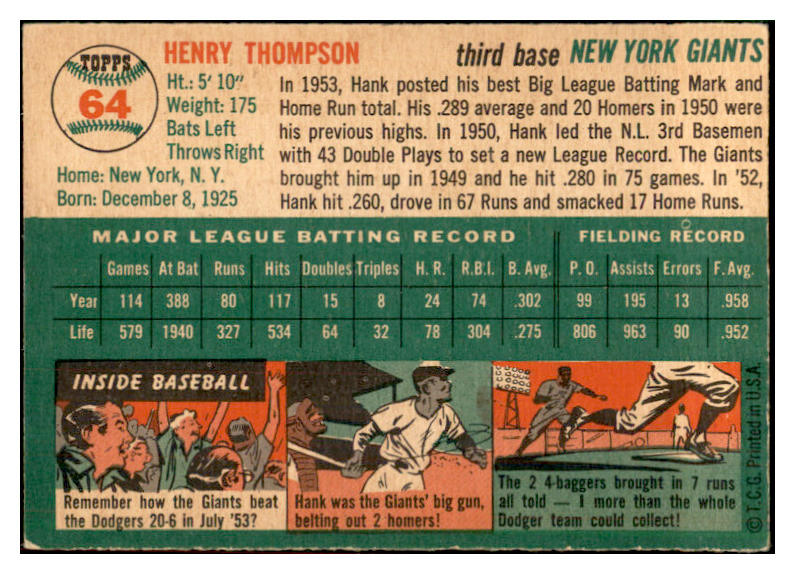 TOPPS
64
HENRY THOMPSON
third base NEW YORK GIANTS
Ht.: 5' 10"
Weight: 175
Bats Left
Throws Right
Home: New York, N. Y.
Born: December 8, 1925
In 1953, Hank posted his best Big League Batting Mark and
Home Run total. His .289 average and 20 Homers in 1950 were
his previous highs. In 1950, Hank led the N.L. 3rd Basemen
with 43 Double Plays to set a new League Record. The Giants
brought him up in 1949 and he hit .280 in 75 games. In '52,
Hank hit .260, drove in 67 Runs and smacked 17 Home Runs.
MAJOR LEAGUE BATTING RECORD FIELDING RECORD
Games At Bat Runs Hits Doubles Triples H. R. R.B.I. B. Avg. P. O. Assists Errors F. Avg.
Year 114 388 80 117 15 8 24 74 .302 99 195 13 .958
Life 579 1940 327 534 64 32 78 304 .275 806 963 90 .952
INSIDE BASEBALL
Remember how the Giants beat
the Dodgers 20-6 in July '53?
Hank was the Giants' big gun,
belting out 2 homers!
The 2 4-baggers brought in 7 runs
all told — 1 more than the whole
Dodger team could collect!
© T.C.G. Printed in U.S.A.